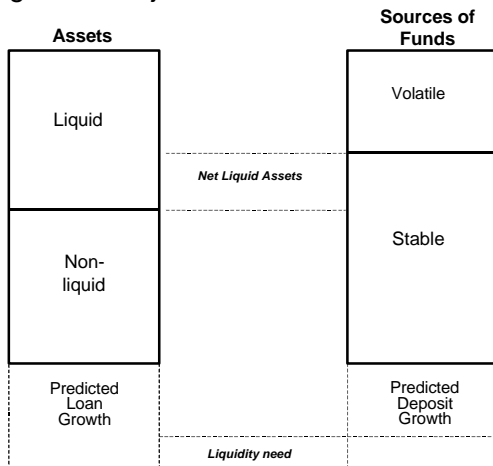 Assets
Sources of
Funds
Liquid
Volatile
Net Liquid Assets
Non-
liquid
Stable
Predicted
Loan
Growth
Predicted
Deposit
Growth
Liquidity need